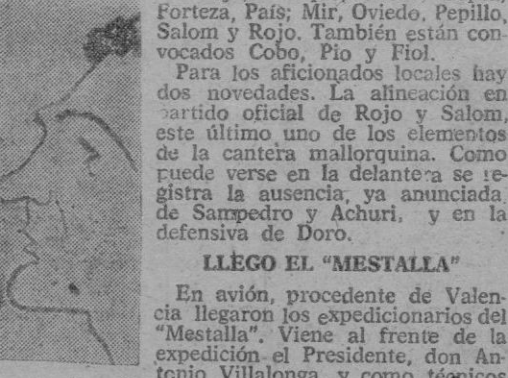 Forteza, País; Mir, Oviedo, Pepillo,
Salom y Rojo. También están con-
vocados Cobo, Pio y Fiol.
Para los aficionados locales hay
dos novedades. La alineación en
partido oficial de Rojo y Salom,
este último uno de los elementos
de la cantera mallorquina. Como
puede verse en la delantera se re-
gistra la ausencia, ya anunciada
de Sampedro y Achuri, y en la
defensiva de Doro.
LLEGO EL "MESTALLA"
En avión, procedente de Valen-
cia llegaron los expedicionarios del
"Mestalla". Viene al frente de la
expedición el Presidente, don An-
tonio Villalonga, y como técnicos